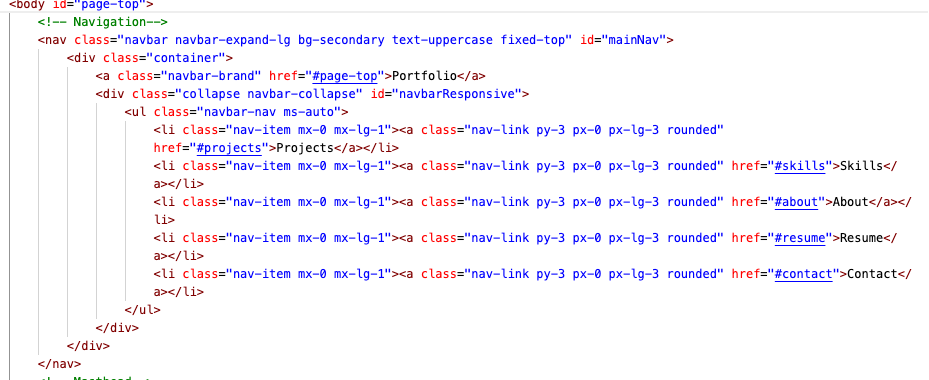 <body id="page-top">
<!-- Navigation-->
<nav class="navbar navbar-expand-lg bg-secondary text-uppercase fixed-top" id="mainNav">
<div class="container">
<a class="navbar-brand" href="#page-top">Portfolio</a>
<div class="collapse navbar-collapse" id="navbarResponsive">
<ul class="navbar-nav ms-auto">
<li class="nav-item mx-0 mx-lg-1"><a class="nav-link py-3 px-0 px-lg-3 rounded"
href="#projects">Projects</a></li>
<li class="nav-item mx-0 mx-lg-1"><a class="nav-link py-3 px-0 px-lg-3 rounded" href="#skills">Skills</
a></li>
<li class="nav-item mx-0 mx-lg-1"><a class="nav-link py-3 px-0 px-lg-3 rounded" href="#about">About</a></
li>
<li class="nav-item mx-0 mx-lg-1"><a class="nav-link py-3 px-0 px-lg-3 rounded" href="#resume">Resume</
a></li>
<li class="nav-item mx-0 mx-lg-1"><a class="nav-link py-3 px-0 px-lg-3 rounded" href="#contact">Contact</
a></li>
</ul>
</div>
</div>
</nav>
<!-- Masthead-->